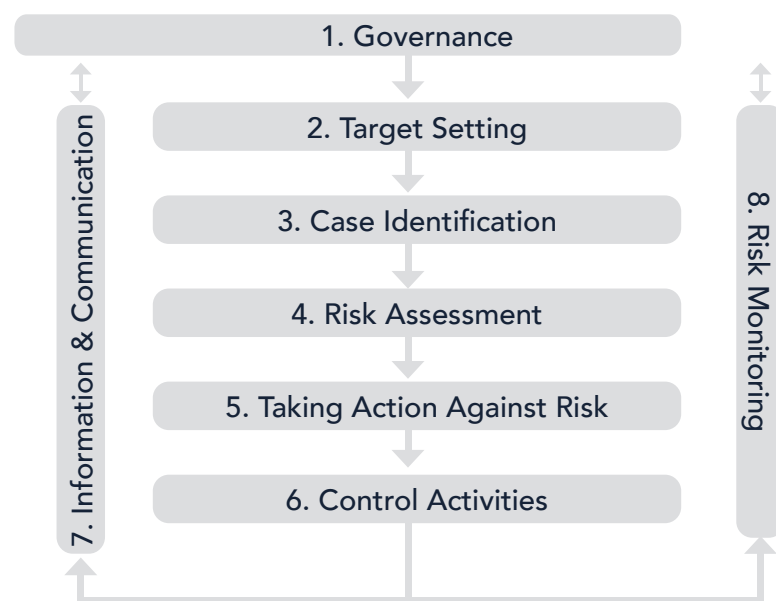 1. Governance
2. Target Setting
3. Case Identification
4. Risk Assessment
5. Taking Action Against Risk
6. Control Activities
7. Information & Communication
8. Risk Monitoring